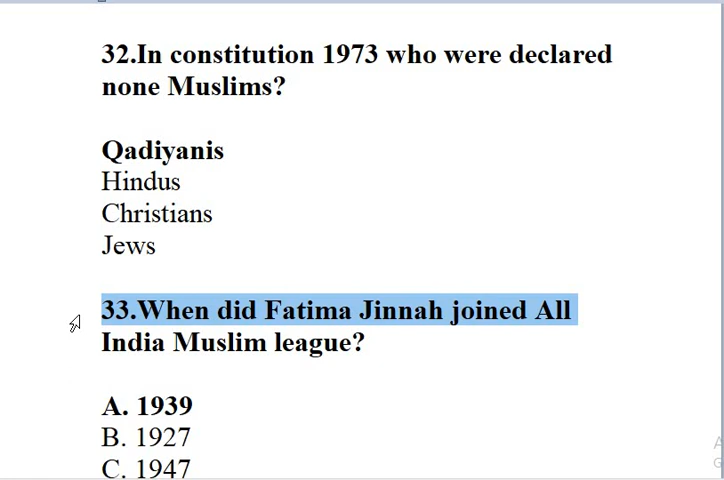 32.In constitution 1973 who were declared
none Muslims?
Qadiyanis
Hindus
Christians
Jews
33.When did Fatima Jinnah joined All
India Muslim league?
A. 1939
B. 1927
C. 1947